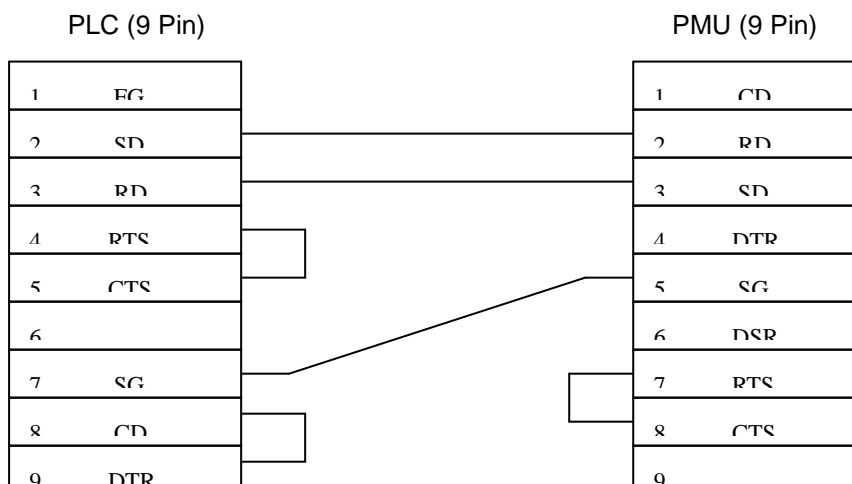 PLC (9 Pin) PMU (9 Pin)
1 FG 1 CD
2 SD 2 RD
3 RD 3 SD
4 RTS 4 DTR
5 CTS 5 SG
6 6 DSR
7 SG 7 RTS
8 CD 8 CTS
9 DTR 9